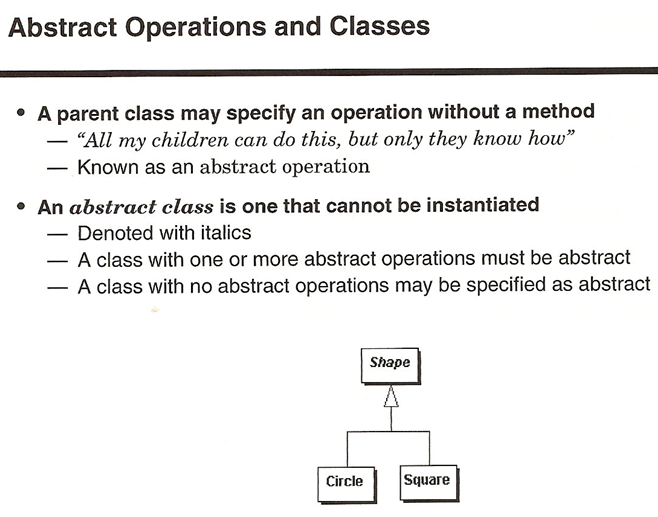 Abstract Operations and Classes
• A parent class may specify an operation without a method
— “All my children can do this, but only they know how”
— Known as an abstract operation
• An abstract class is one that cannot be instantiated
— Denoted with italics
— A class with one or more abstract operations must be abstract
— A class with no abstract operations may be specified as abstract
Shape
Circle
Square